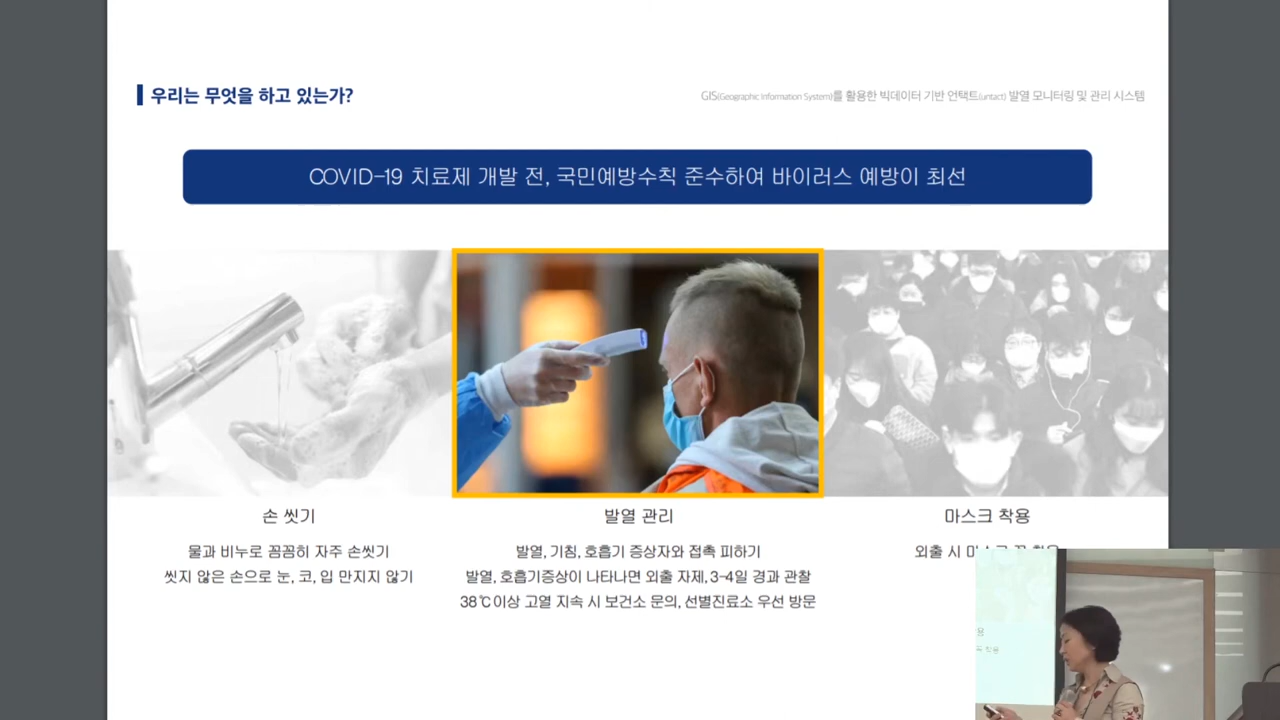 우리는 무엇을 하고 있는가?
GIS(Geographic Information System)를 활용한 빅데이터 기반 언택트(untact) 발열 모니터링 및 관리 시스템
COVID-19 치료제 개발 전, 국민예방수칙 준수하여 바이러스 예방이 최선
손 씻기
물과 비누로 꼼꼼히 자주 손씻기
씻지 않은 손으로 눈, 코, 입 만지지 않기
발열 관리
발열, 기침, 호흡기 증상자와 접촉 피하기
발열, 호흡기증상이 나타나면 외출 자제, 3-4일 경과 관찰
38℃이상 고열 지속 시 보건소 문의, 선별진료소 우선 방문
마스크 착용
외출 시